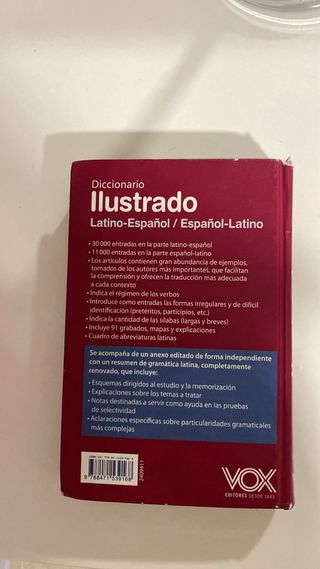 Diccionario
Ilustrado
Latino-Español / Español-Latino
• 30 000 entradas en la parte latino-español
• 11 000 entradas en la parte español-latino
• Los artículos contienen gran abundancia de ejemplos,
tomados de los autores más importantes, que facilitan
la comprensión y ofrecen la traducción más adecuada
a cada contexto
• Indica el régimen de los verbos
• Introduce como entradas las formas irregulares y de difícil
identificación (pretéritos, participios, etc.)
• Indica la cantidad de las sílabas (largas y breves)
• Incluye 91 grabados, mapas y explicaciones
• Cuadro de abreviaturas latinas
Se acompaña de un anexo editado de forma independiente
con un resumen de gramática latina, completamente
renovado, que incluye:
• Esquemas dirigidos al estudio y la memorización
• Explicaciones sobre los temas a tratar
• Notas destinadas a servir como ayuda en las pruebas
de selectividad
• Aclaraciones específicas sobre particularidades gramaticales
más complejas
9 788471 539168
2409411
VOX
EDITORES DESDE 1945